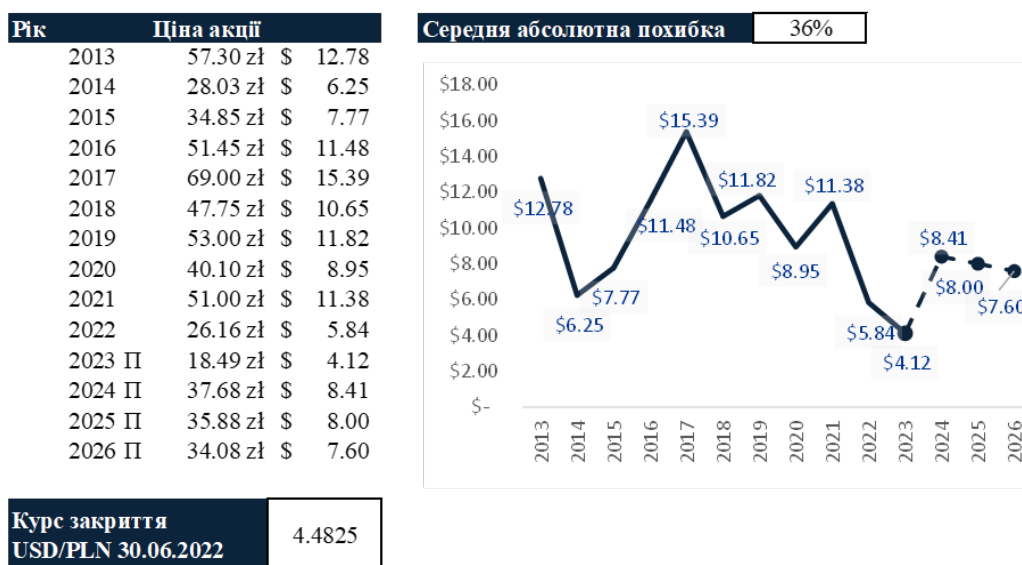 Рік Ціна акції
2013 57.30 zł $ 12.78
2014 28.03 zł $ 6.25
2015 34.85 zł $ 7.77
2016 51.45 zł $ 11.48
2017 69.00 zł $ 15.39
2018 47.75 zł $ 10.65
2019 53.00 zł $ 11.82
2020 40.10 zł $ 8.95
2021 51.00 zł $ 11.38
2022 26.16 zł $ 5.84
2023 П 18.49 zł $ 4.12
2024 П 37.68 zł $ 8.41
2025 П 35.88 zł $ 8.00
2026 П 34.08 zł $ 7.60
Курс закриття
USD/PLN 30.06.2022
4.4825
Середня абсолютна похибка 36%
$18.00
$16.00
$14.00
$12.00
$10.00
$8.00
$6.00
$4.00
$2.00
$-
$12.78
$6.25
$7.77
$11.48
$15.39
$10.65
$11.82
$8.95
$11.38
$5.84
$4.12
$8.41
$8.00
$7.60
2013 2014 2015 2016 2017 2018 2019 2020 2021 2022 2023 2024 2025 2026